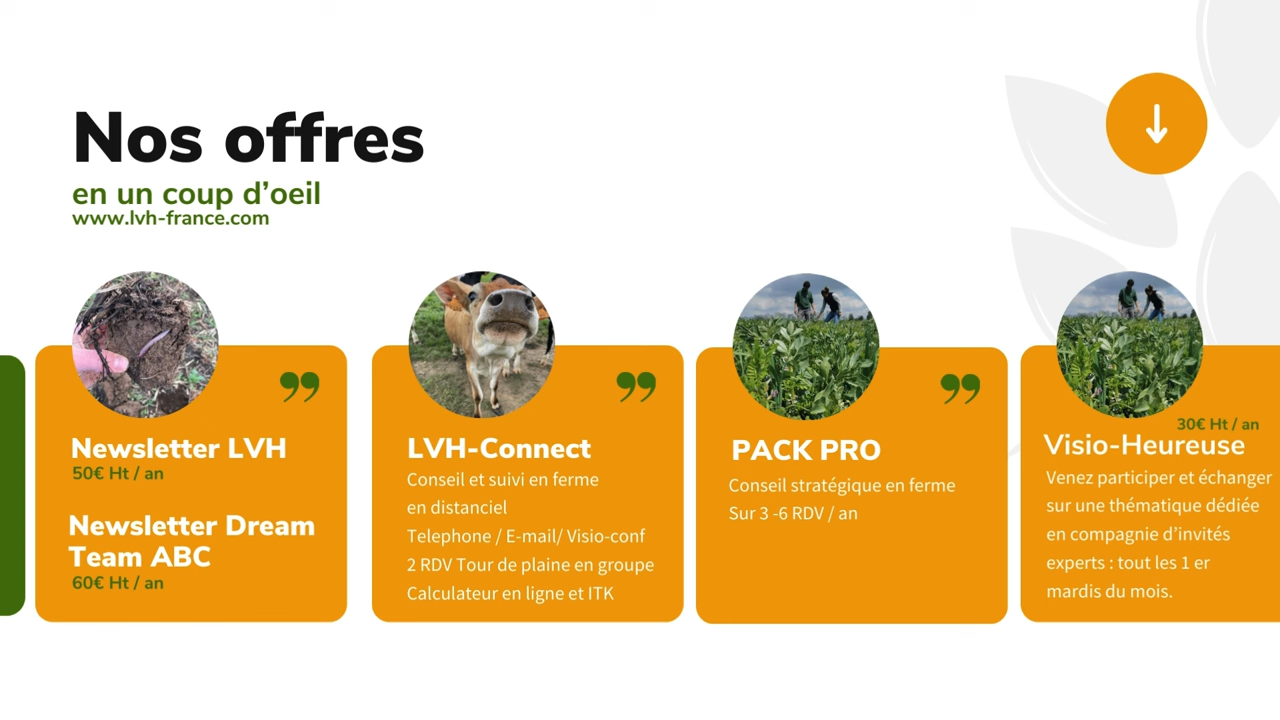 Nos offres
en un coup d’oeil
www.lvh-france.com
Newsletter LVH
50€ Ht / an
Newsletter Dream
Team ABC
60€ Ht / an
LVH-Connect
Conseil et suivi en ferme
en distanciel
Telephone / E-mail/ Visio-conf
2 RDV Tour de plaine en groupe
Calculateur en ligne et ITK
PACK PRO
Conseil stratégique en ferme
Sur 3 -6 RDV / an
30€ Ht / an
Visio-Heureuse
Venez participer et échanger
sur une thématique dédiée
en compagnie d’invités
experts : tout les 1 er
mardis du mois.